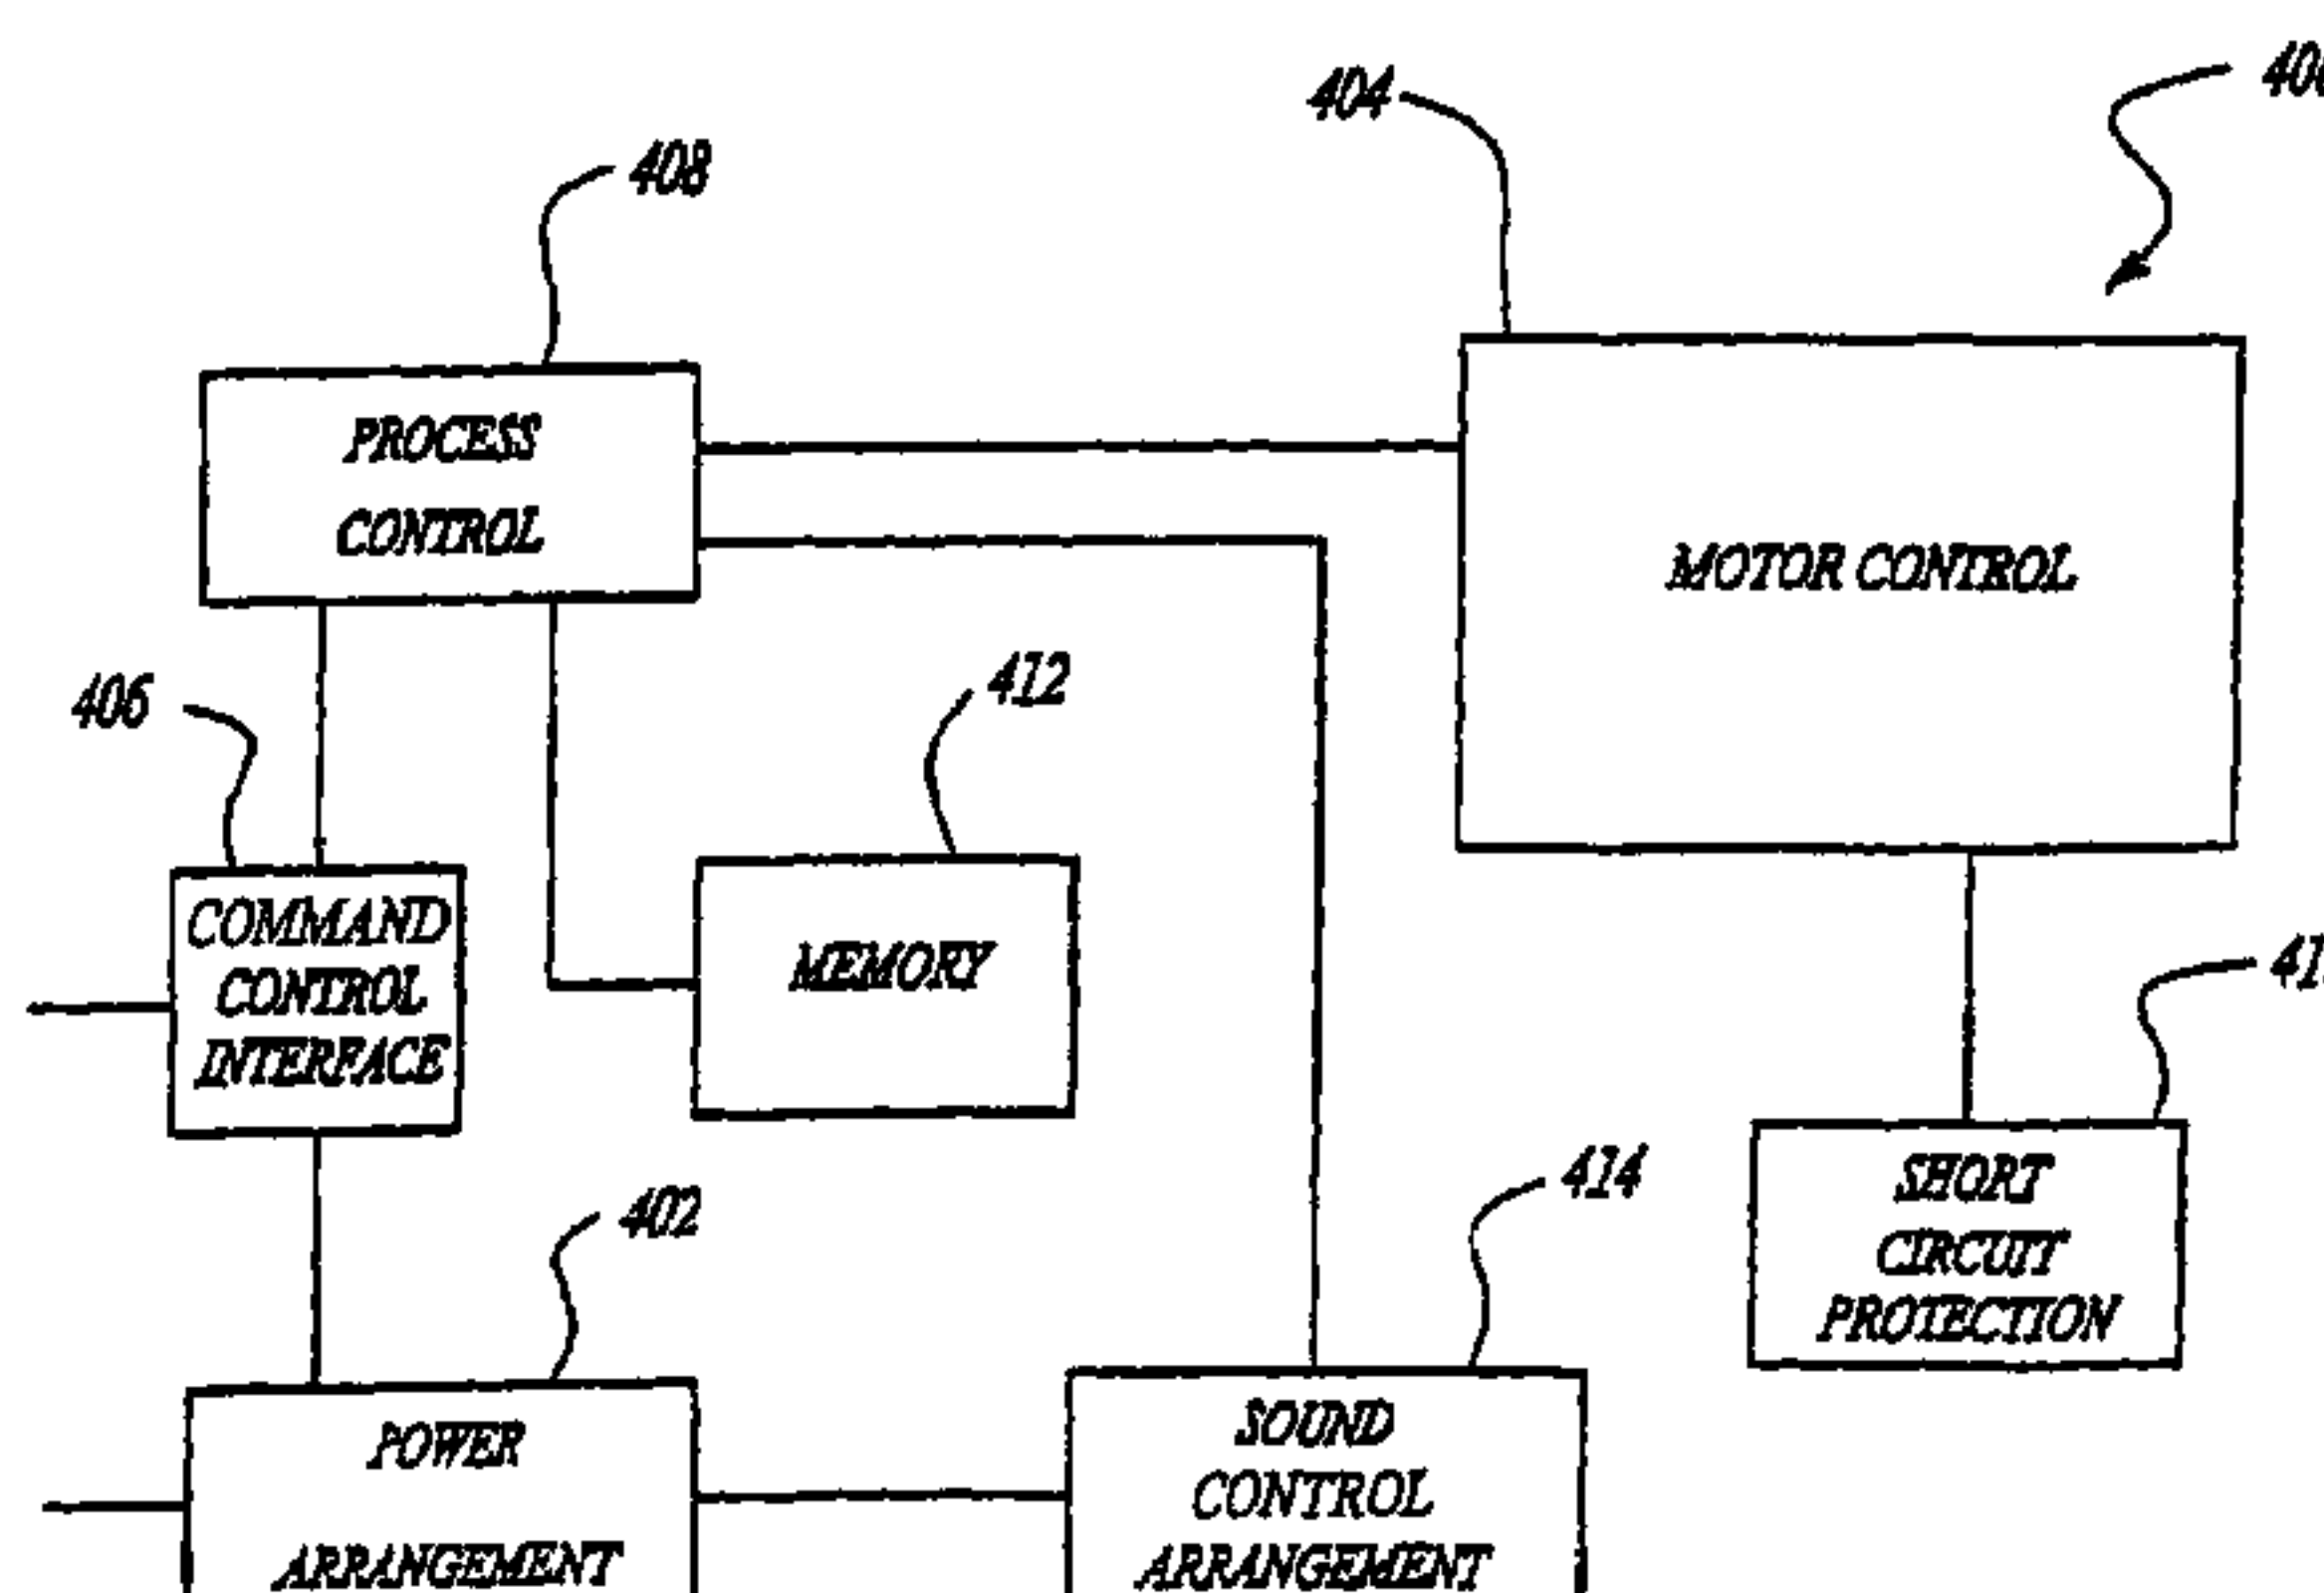 404
408
PROCESS
CONTROL
MOTOR CONTROL
406
412
COMMAND
CONTROL
INTERFACE
MEMORY
402
414
SHORT
CIRCUIT
PROTECTION
POWER
ARRANGEMENT
SOUND
CONTROL
ARRANGEMENT